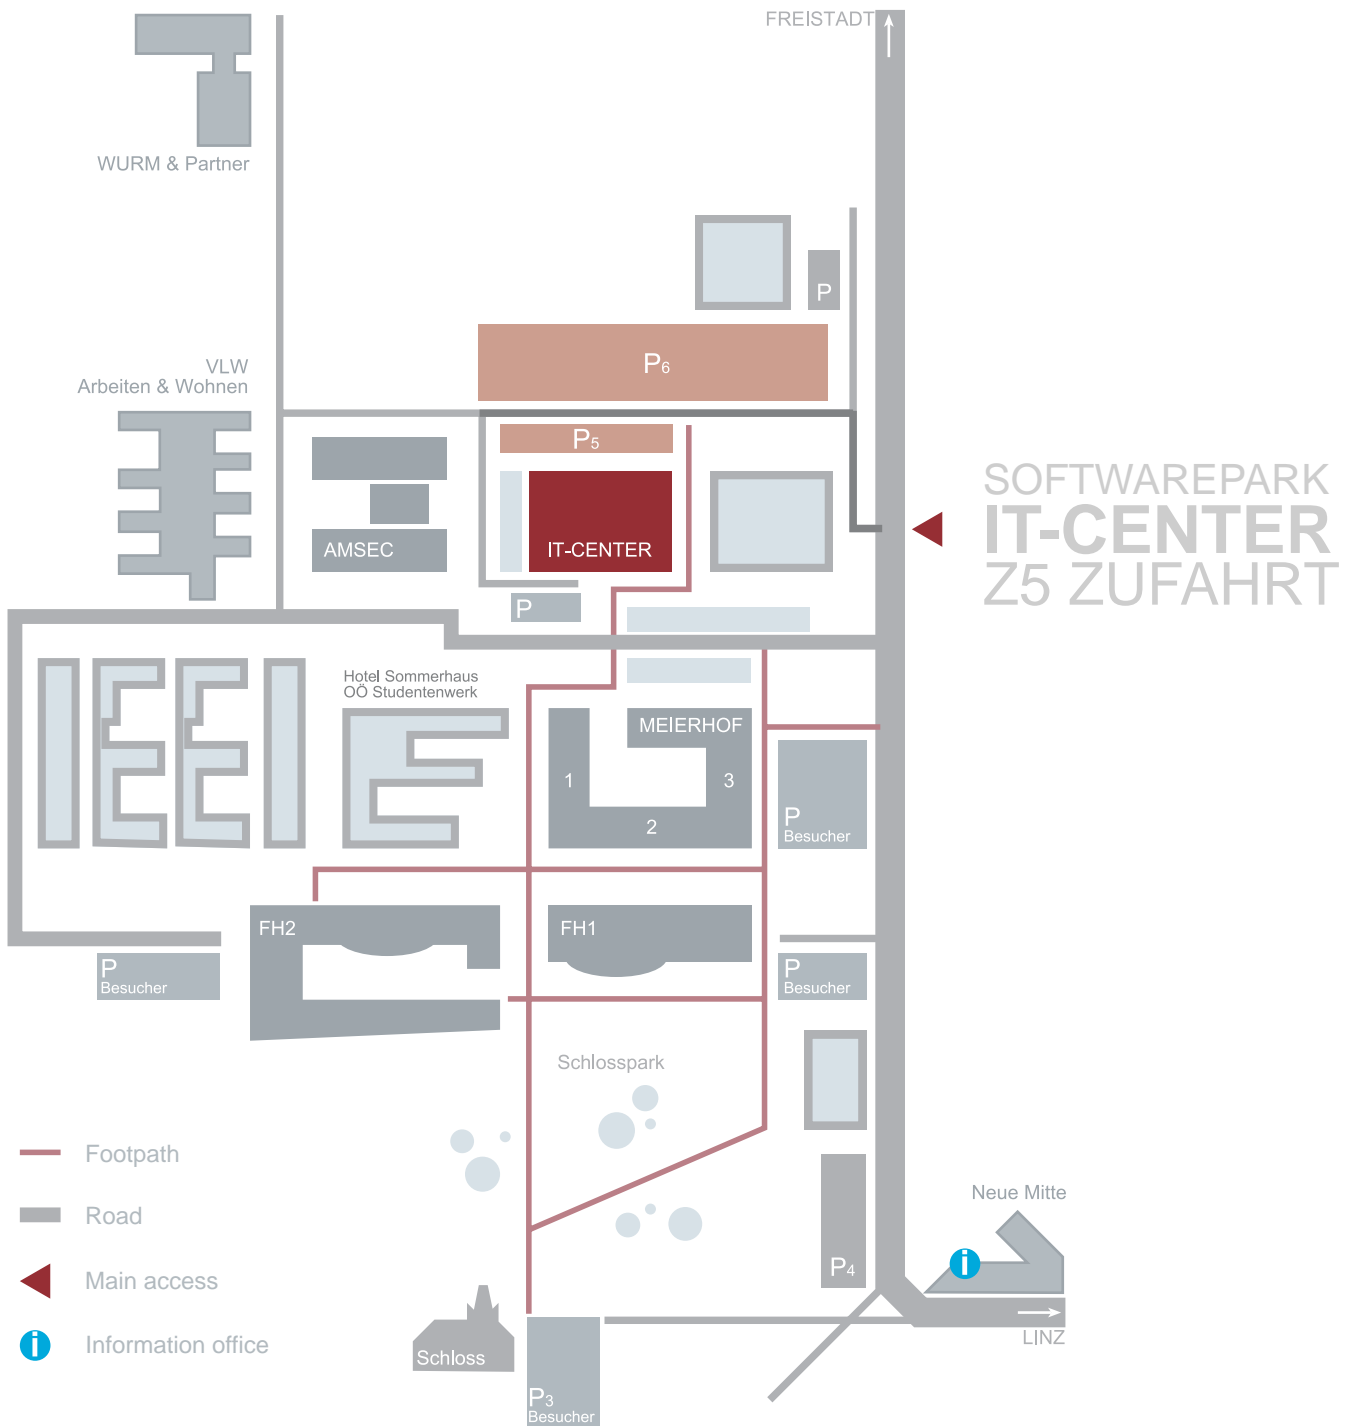 FREISTADT
WURM & Partner
P
P6
VLW
Arbeiten & Wohnen
P5
SOFTWAREPARK
IT-CENTER
Z5 ZUFAHRT
AMSEC
IT-CENTER
P
Hotel Sommerhaus
OÖ Studentenwerk
MEIERHOF
1
3
2
P
Besucher
FH2
FH1
P
Besucher
P
Besucher
Schlosspark
Footpath
Road
Main access
Information office
Neue Mitte
i
P4
LINZ
i
Schloss
P3
Besucher